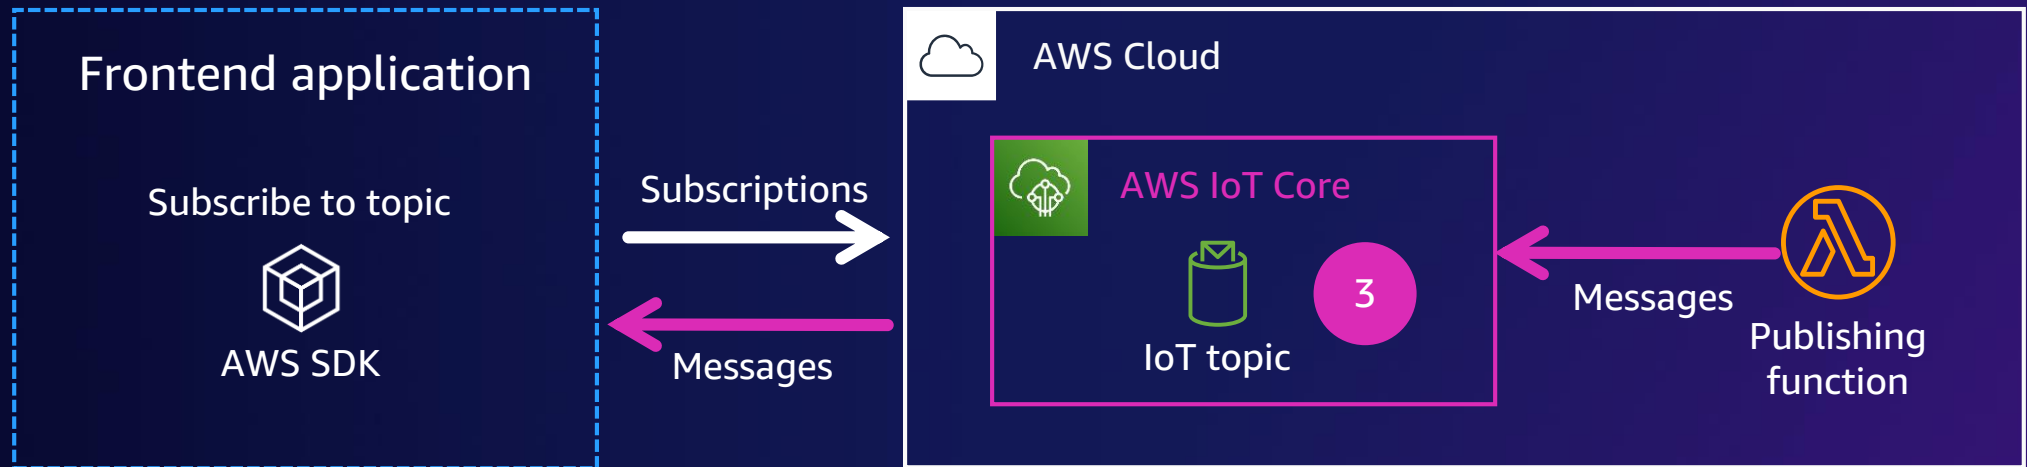 Frontend application
Subscribe to topic
AWS SDK
Subscriptions
Messages
AWS Cloud
AWS IoT Core
3
IoT topic
Messages
Publishing
function